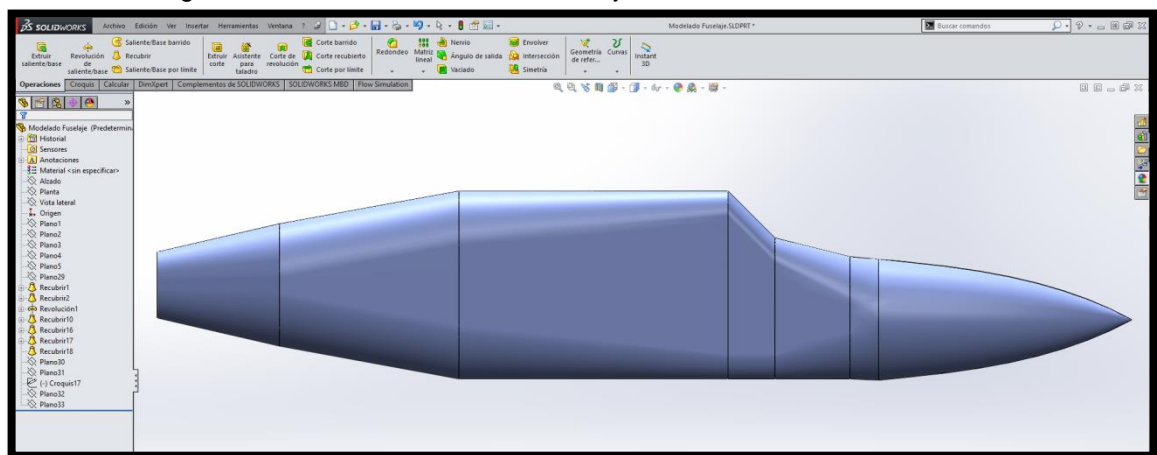 SOLIDWORKS Archivo Edición Ver Insertar Herramientas Ventana ? Modelado Fuselaje.SLDPRT * Buscar comandos
Extruir saliente/base
Revolución de saliente/base
Saliente/Base barrido
Recubrir
Saliente/Base por límite
Extruir corte
Asistente para taladro
Corte de revolución
Corte barrido
Corte recubierto
Corte por límite
Redondeo
Matriz lineal
Nervio
Ángulo de salida
Vaciado
Envolver
Intersección
Simetría
Geometría de refer...
Curvas
Instant 3D
Operaciones Croquis Calcular DimXpert Complementos de SOLIDWORKS SOLIDWORKS MBD Flow Simulation
Modelado Fuselaje (Predetermin
Historial
Sensores
Anotaciones
Material <sin especificar>
Alzado
Planta
Vista lateral
Origen
Plano1
Plano2
Plano3
Plano4
Plano5
Plano29
Recubrir1
Recubrir2
Revolución1
Recubrir10
Recubrir16
Recubrir17
Recubrir18
Plano30
Plano31
(-) Croquis17
Plano32
Plano33